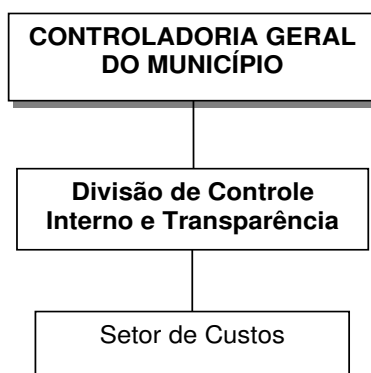 CONTROLADORIA GERAL
DO MUNICÍPIO
Divisão de Controle
Interno e Transparência
Setor de Custos